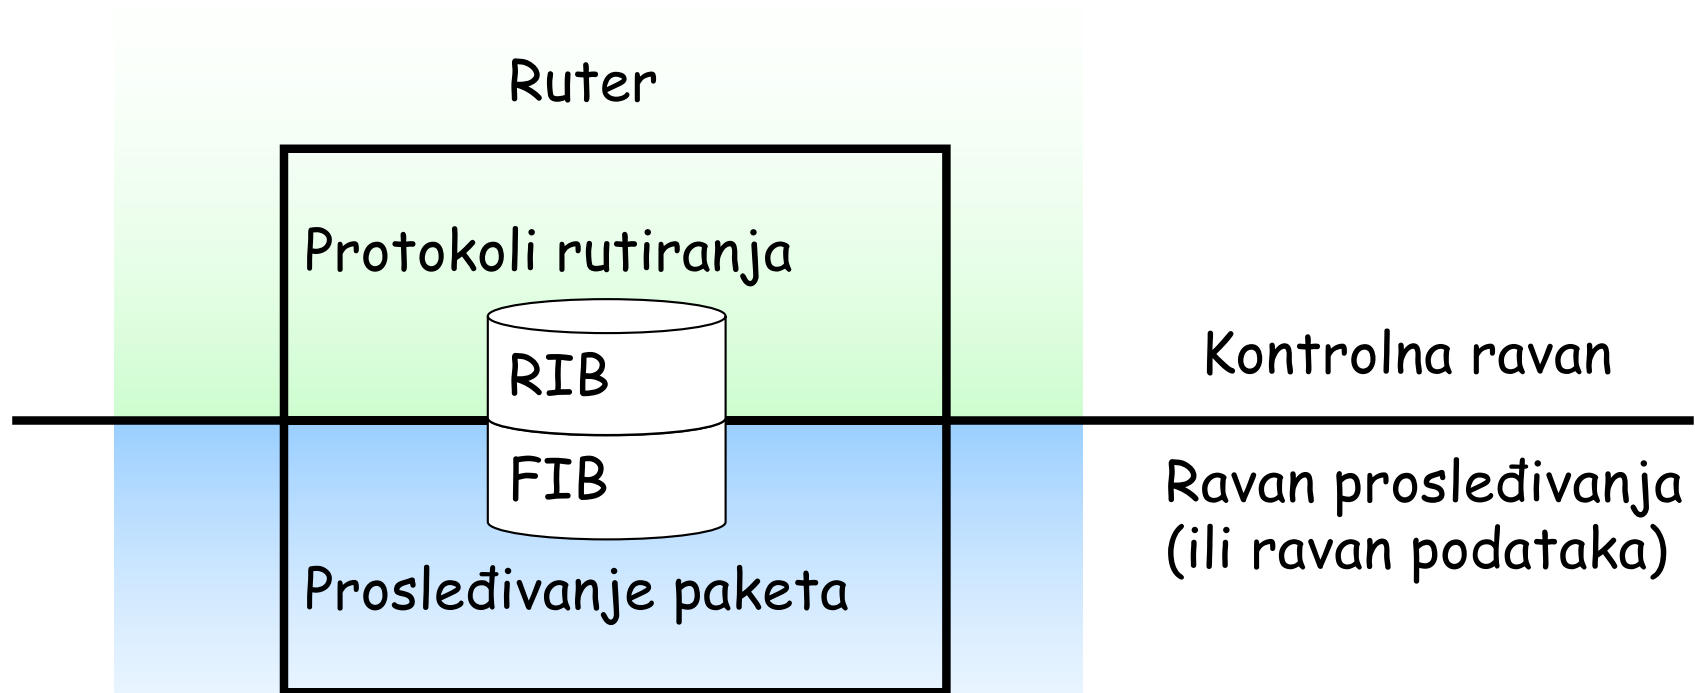 Ruter
Protokoli rutiranja
RIB
Kontrolna ravan
FIB
Ravan prosleđivanja
(ili ravan podataka)
Prosleđivanje paketa